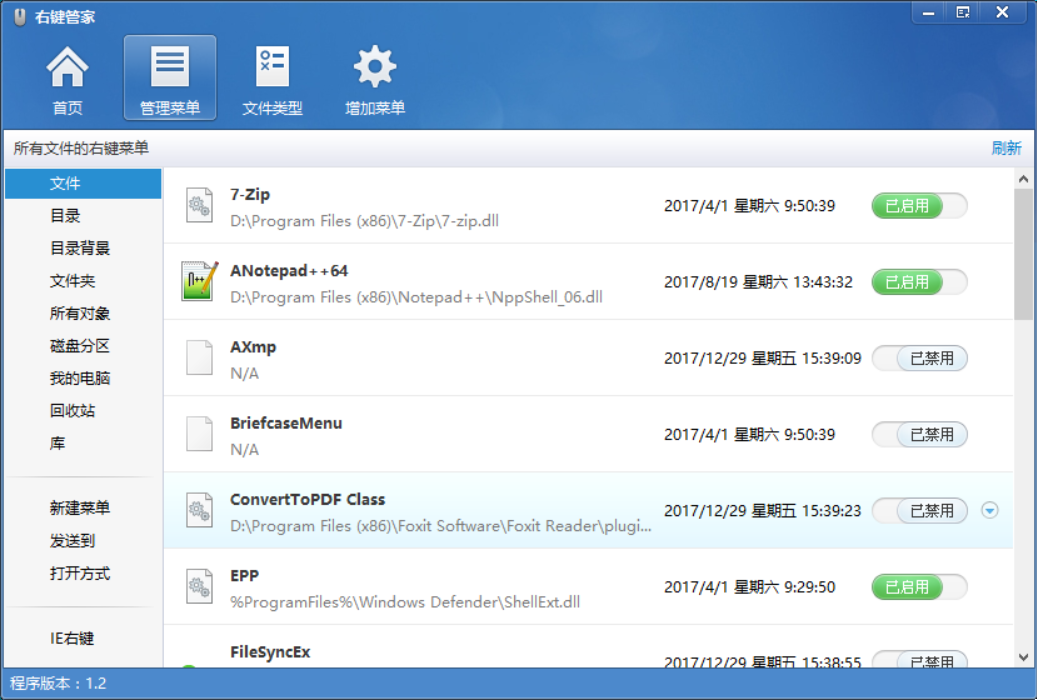 右键管家
首页
管理菜单
文件类型
增加菜单
所有文件的右键菜单
刷新
文件
目录
目录背景
文件夹
所有对象
磁盘分区
我的电脑
回收站
库
新建菜单
发送到
打开方式
IE右键
7-Zip
D:\Program Files (x86)\7-Zip\7-zip.dll
2017/4/1 星期六 9:50:39
已启用
ANotepad++64
D:\Program Files (x86)\Notepad++\NppShell_06.dll
2017/8/19 星期六 13:43:32
已启用
AXmp
N/A
2017/12/29 星期五 15:39:09
已禁用
BriefcaseMenu
N/A
2017/4/1 星期六 9:50:39
已禁用
ConvertToPDF Class
D:\Program Files (x86)\Foxit Software\Foxit Reader\plugi...
2017/12/29 星期五 15:39:23
已禁用
EPP
%ProgramFiles%\Windows Defender\ShellExt.dll
2017/4/1 星期六 9:29:50
已启用
FileSyncEx
2017/12/29 星期五 15:38:55
已禁用
程序版本：1.2